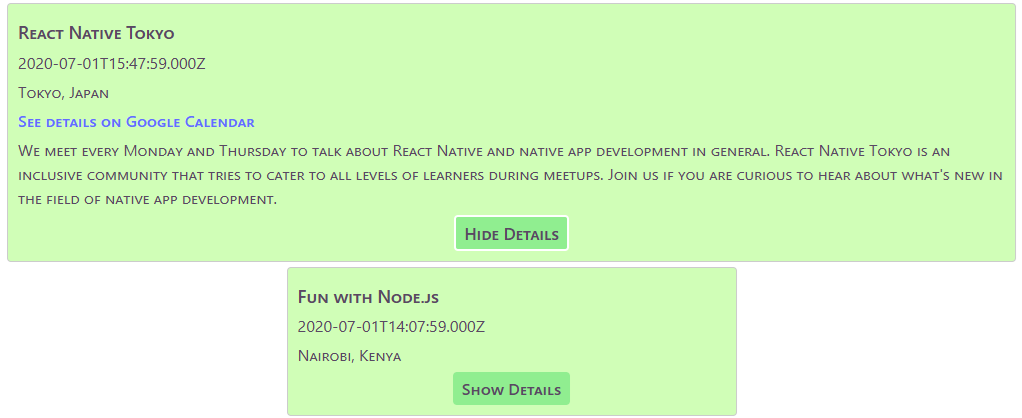 React Native Tokyo
2020-07-01T15:47:59.000Z
Tokyo, Japan
See details on Google Calendar
We meet every Monday and Thursday to talk about React Native and native app development in general. React Native Tokyo is an
inclusive community that tries to cater to all levels of learners during meetups. Join us if you are curious to hear about what's new in
the field of native app development.
Hide Details
Fun with Node.js
2020-07-01T14:07:59.000Z
Nairobi, Kenya
Show Details